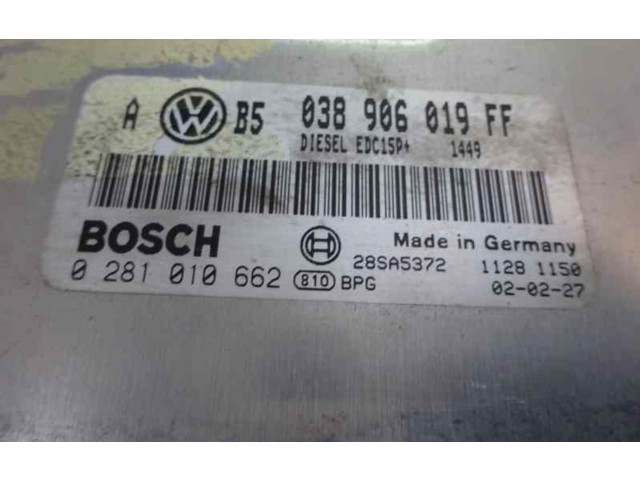 A VW B5 038 906 019 FF
DIESEL EDC15P+ 1449
BOSCH
Made in Germany
0 281 010 662 810 BPG
28SA5372 1128 1150
02-02-27